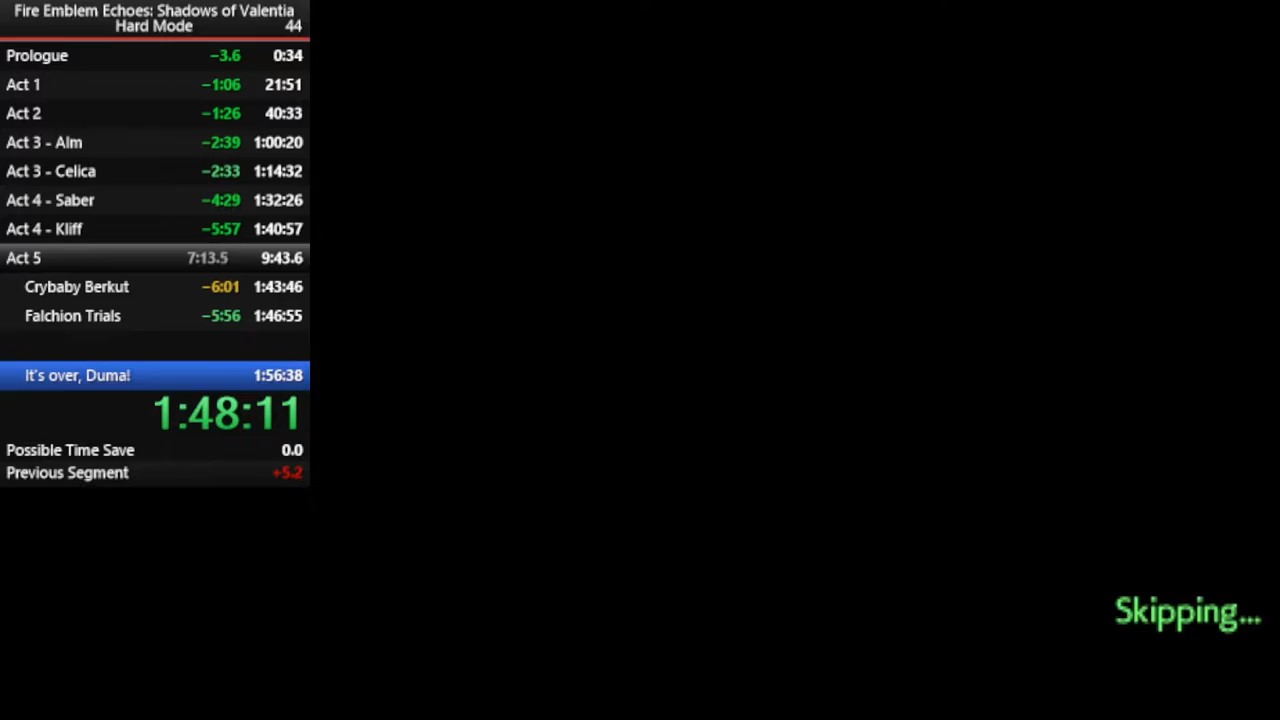 Fire Emblem Echoes: Shadows of Valentia
Hard Mode 44
Prologue −3.6 0:34
Act 1 −1:06 21:51
Act 2 −1:26 40:33
Act 3 - Alm −2:39 1:00:20
Act 3 - Celica −2:33 1:14:32
Act 4 - Saber −4:29 1:32:26
Act 4 - Kliff −5:57 1:40:57
Act 5 7:13.5 9:43.6
Crybaby Berkut −6:01 1:43:46
Falchion Trials −5:56 1:46:55
It's over, Duma! 1:56:38
1:48:11
Possible Time Save 0.0
Previous Segment +5.2
Skipping...